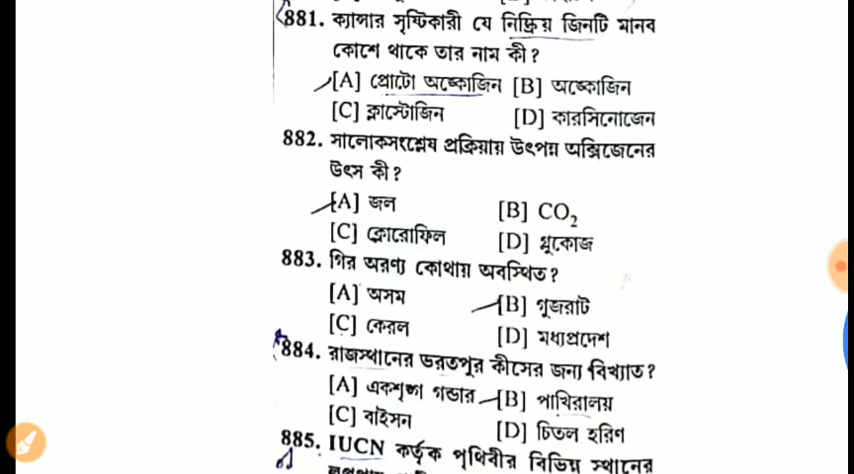 881. ক্যান্সার সৃষ্টিকারী যে নিষ্ক্রিয় জিনটি মানব
কোশে থাকে তার নাম কী?
[A] প্রোটো অঙ্কোজিন [B] অঙ্কোজিন
[C] ক্লাস্টোজিন [D] কারসিনোজেন
882. সালোকসংশ্লেষ প্রক্রিয়ায় উৎপন্ন অক্সিজেনের
উৎস কী?
[A] জল [B] CO₂
[C] ক্লোরোফিল [D] গ্লুকোজ
883. গির অরণ্য কোথায় অবস্থিত?
[A] অসম [B] গুজরাট
[C] কেরল [D] মধ্যপ্রদেশ
884. রাজস্থানের ভরতপুর কীসের জন্য বিখ্যাত?
[A] একশৃঙ্গ গন্ডার [B] পাখিরালয়
[C] বাইসন [D] চিতল হরিণ
885. IUCN কর্তৃক পৃথিবীর বিভিন্ন স্থানের